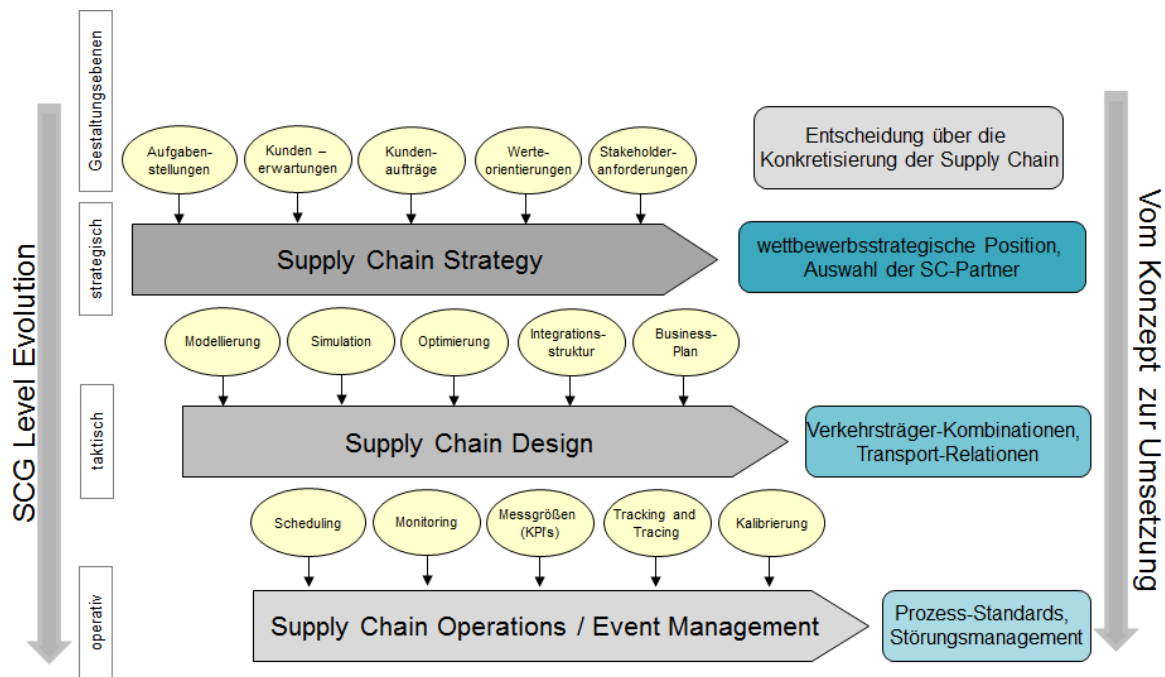 Gestaltungsebenen
Aufgaben-
stellungen
Kunden –
erwartungen
Kunden-
aufträge
Werte-
orientierungen
Stakeholder-
anforderungen
Entscheidung über die
Konkretisierung der Supply Chain
SCG Level Evolution
Vom Konzept zur Umsetzung
strategisch
Supply Chain Strategy
wettbewerbsstrategische Position,
Auswahl der SC-Partner
Modellierung
Simulation
Optimierung
Integrations-
struktur
Business-
Plan
taktisch
Supply Chain Design
Verkehrsträger-Kombinationen,
Transport-Relationen
Scheduling
Monitoring
Messgrößen
(KPI's)
Tracking and
Tracing
Kalibrierung
operativ
Supply Chain Operations / Event Management
Prozess-Standards,
Störungsmanagement